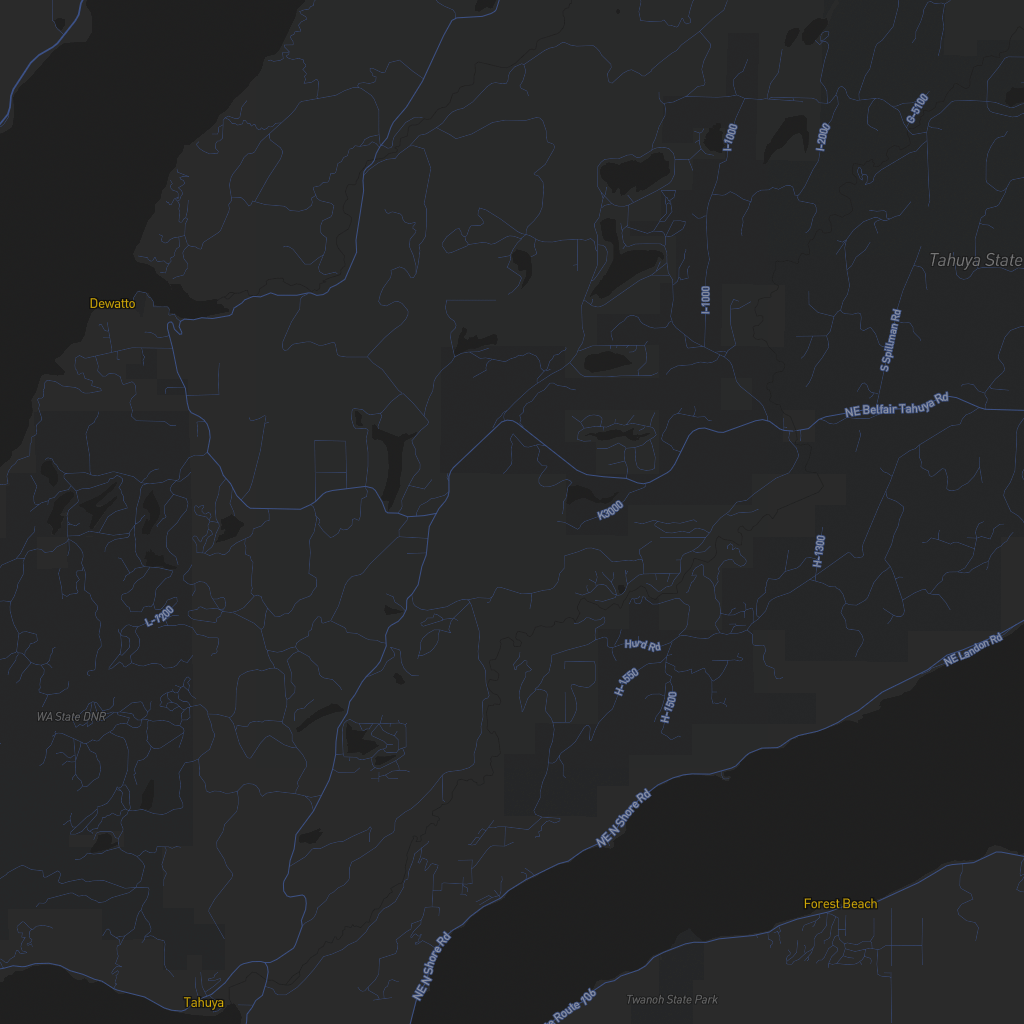 G-5100
I-1000
I-2000
Tahuya State
Dewatto
I-1000
S Spillman Rd
NE Belfair Tahuya Rd
K3000
H-1300
L-1200
Hurd Rd
NE Landon Rd
H-1550
H-1500
WA State DNR
NE N Shore Rd
Forest Beach
NE N Shore Rd
Tahuya
Twanoh State Park
Route 106